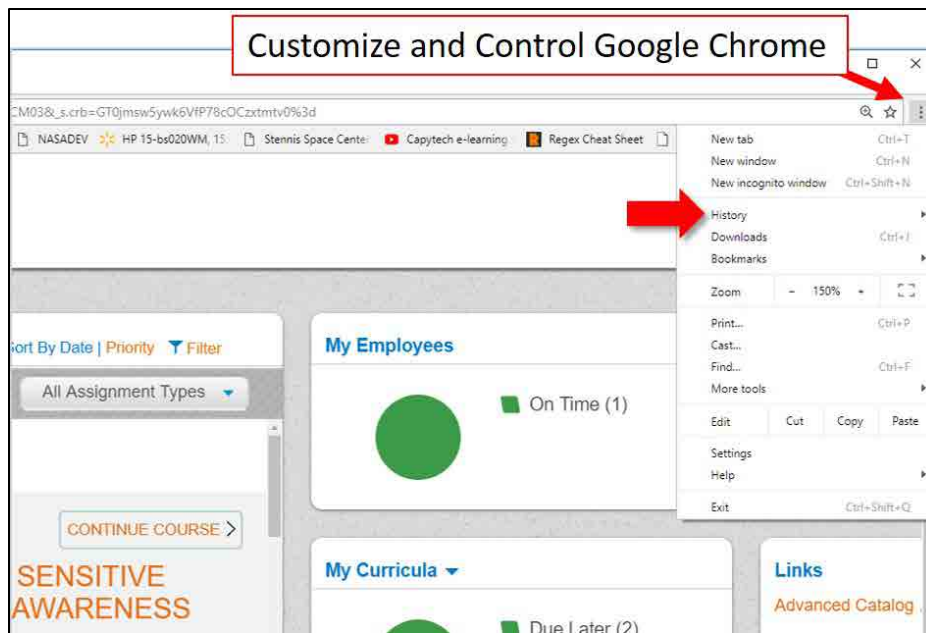 Customize and Control Google Chrome
CM03&_s.crb=GT0jmsw5ywk6VfP78cOCzxtmtv0%3d
NASADEV HP 15-bs020WM, 15 Stennis Space Cente Capytech e-learning Regex Cheat Sheet
New tab Ctrl+T
New window Ctrl+N
New incognito window Ctrl+Shift+N
History
Downloads Ctrl+J
Bookmarks
Zoom - 150% +
Print... Ctrl+P
Cast...
Find... Ctrl+F
More tools
Edit Cut Copy Paste
Settings
Help
Exit Ctrl+Shift+Q
Sort By Date | Priority Filter
All Assignment Types
CONTINUE COURSE >
SENSITIVE
AWARENESS
My Employees
On Time (1)
My Curricula
Due Later (2)
Links
Advanced Catalog